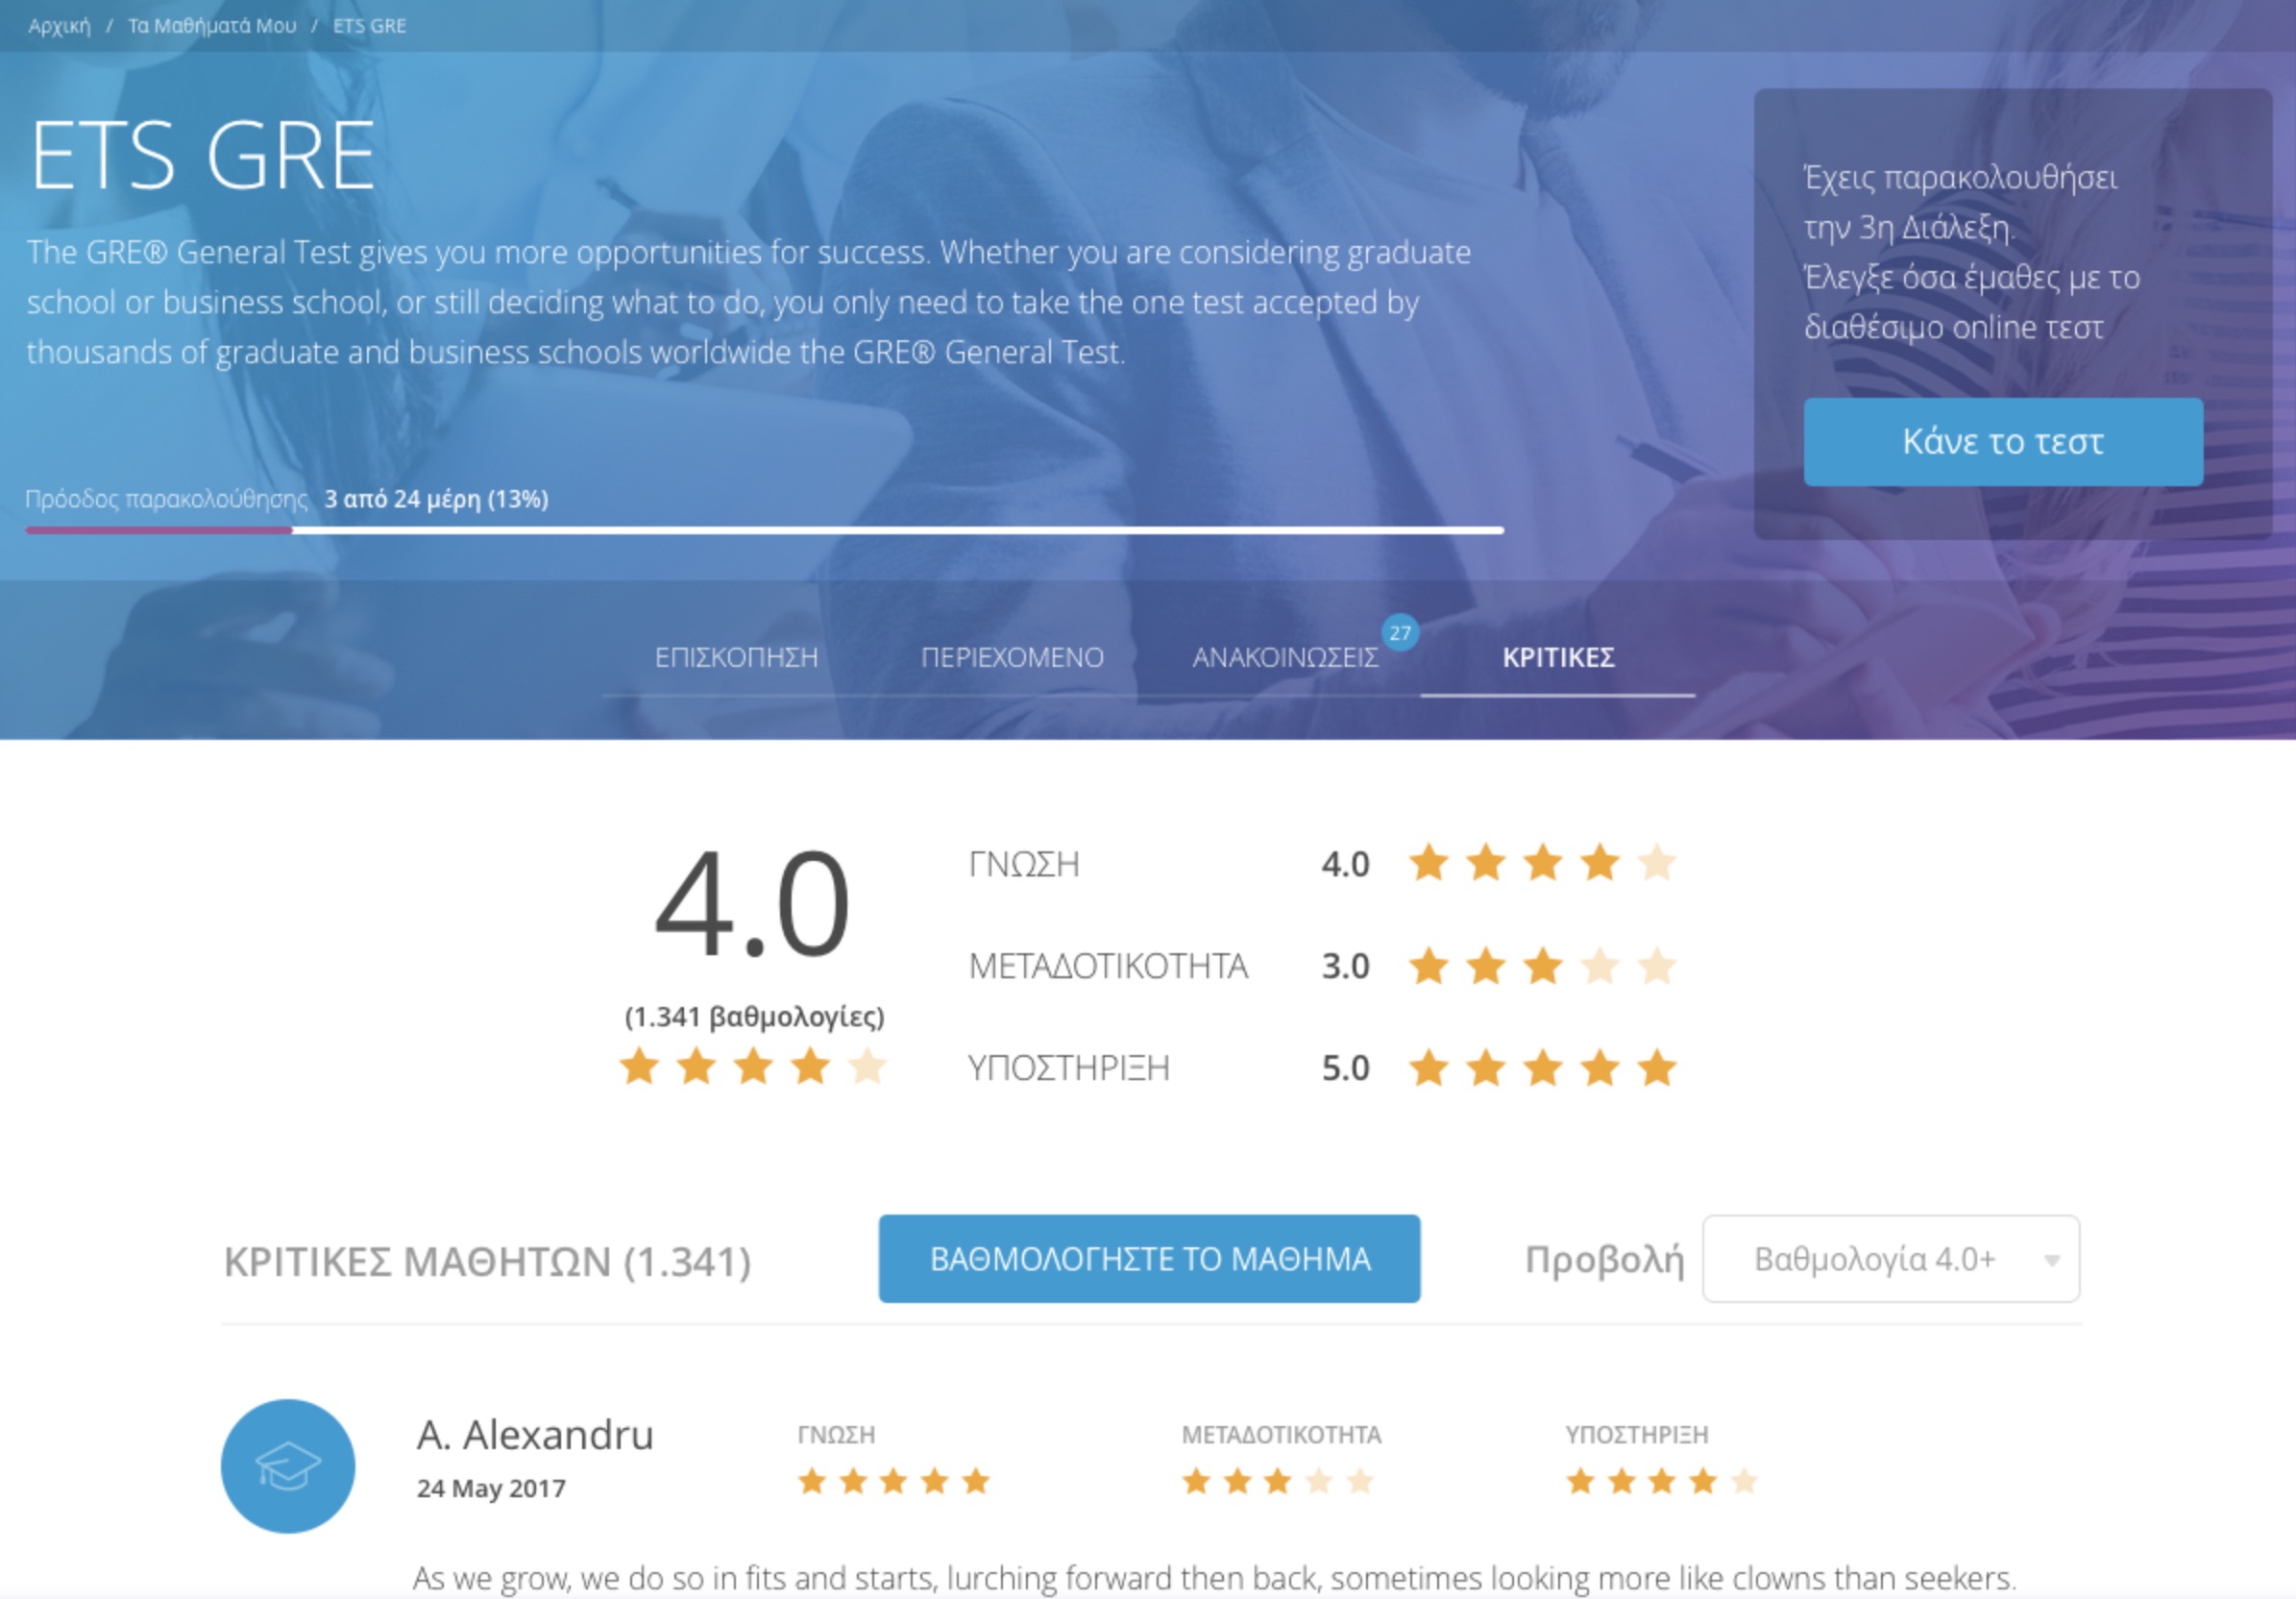 Αρχική / Τα Μαθήματά Μου / ETS GRE
ETS GRE
The GRE® General Test gives you more opportunities for success. Whether you are considering graduate
school or business school, or still deciding what to do, you only need to take the one test accepted by
thousands of graduate and business schools worldwide the GRE® General Test.
Πρόοδος παρακολούθησης 3 από 24 μέρη (13%)
Έχεις παρακολουθήσει
την 3η Διάλεξη.
Έλεγξε όσα έμαθες με το
διαθέσιμο online τεστ
Κάνε το τεστ
ΕΠΙΣΚΟΠΗΣΗ ΠΕΡΙΕΧΟΜΕΝΟ ΑΝΑΚΟΙΝΩΣΕΙΣ 27 ΚΡΙΤΙΚΕΣ
4.0
(1.341 βαθμολογίες)
ΓΝΩΣΗ 4.0
ΜΕΤΑΔΟΤΙΚΟΤΗΤΑ 3.0
ΥΠΟΣΤΗΡΙΞΗ 5.0
ΚΡΙΤΙΚΕΣ ΜΑΘΗΤΩΝ (1.341) ΒΑΘΜΟΛΟΓΗΣΤΕ ΤΟ ΜΑΘΗΜΑ Προβολή Βαθμολογία 4.0+
A. Alexandru
24 May 2017
ΓΝΩΣΗ ΜΕΤΑΔΟΤΙΚΟΤΗΤΑ ΥΠΟΣΤΗΡΙΞΗ
As we grow, we do so in fits and starts, lurching forward then back, sometimes looking more like clowns than seekers.